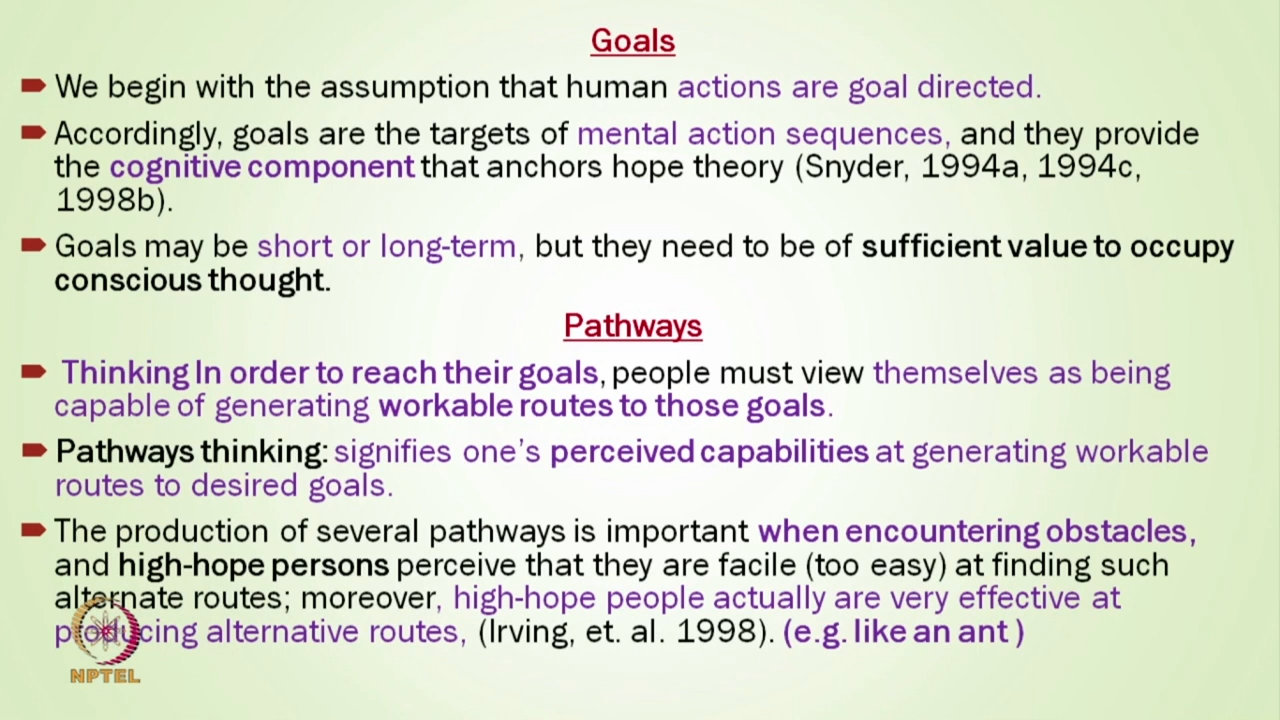 Goals
We begin with the assumption that human actions are goal directed.
Accordingly, goals are the targets of mental action sequences, and they provide
the cognitive component that anchors hope theory (Snyder, 1994a, 1994c,
1998b).
Goals may be short or long-term, but they need to be of sufficient value to occupy
conscious thought.
Pathways
Thinking In order to reach their goals, people must view themselves as being
capable of generating workable routes to those goals.
Pathways thinking: signifies one's perceived capabilities at generating workable
routes to desired goals.
The production of several pathways is important when encountering obstacles,
and high-hope persons perceive that they are facile (too easy) at finding such
alternate routes; moreover, high-hope people actually are very effective at
producing alternative routes, (Irving, et. al. 1998). (e.g. like an ant )
NPTEL